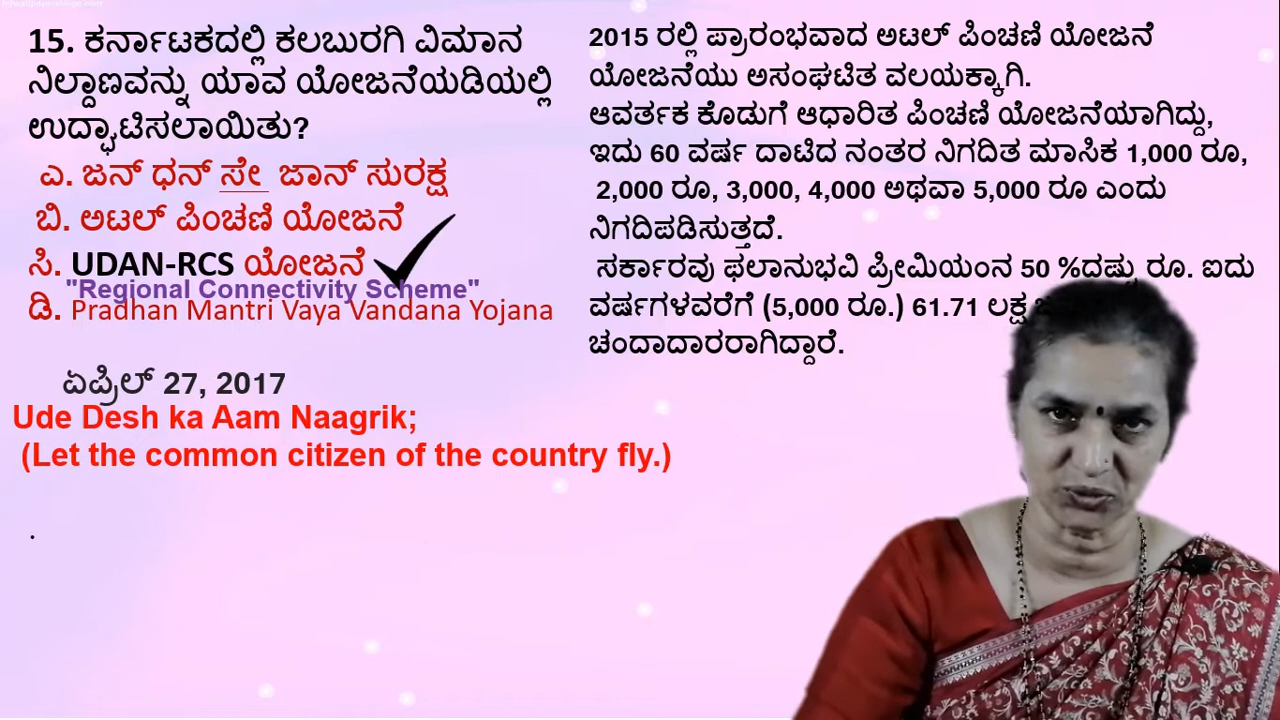 15. ಕರ್ನಾಟಕದಲ್ಲಿ ಕಲಬುರಗಿ ವಿಮಾನ
ನಿಲ್ದಾಣವನ್ನು ಯಾವ ಯೋಜನೆಯಡಿಯಲ್ಲಿ
ಉದ್ಘಾಟಿಸಲಾಯಿತು?
ಎ. ಜನ್ ಧನ್ ಸೇ ಜಾನ್ ಸುರಕ್ಷ
ಬಿ. ಅಟಲ್ ಪಿಂಚಣಿ ಯೋಜನೆ
ಸಿ. UDAN-RCS ಯೋಜನೆ
"Regional Connectivity Scheme"
ಡಿ. Pradhan Mantri Vaya Vandana Yojana
ಏಪ್ರಿಲ್ 27, 2017
Ude Desh ka Aam Naagrik;
(Let the common citizen of the country fly.)
.
2015 ರಲ್ಲಿ ಪ್ರಾರಂಭವಾದ ಅಟಲ್ ಪಿಂಚಣಿ ಯೋಜನೆ
ಯೋಜನೆಯು ಅಸಂಘಟಿತ ವಲಯಕ್ಕಾಗಿ.
ಆವರ್ತಕ ಕೊಡುಗೆ ಆಧಾರಿತ ಪಿಂಚಣಿ ಯೋಜನೆಯಾಗಿದ್ದು,
ಇದು 60 ವರ್ಷ ದಾಟಿದ ನಂತರ ನಿಗದಿತ ಮಾಸಿಕ 1,000 ರೂ,
2,000 ರೂ, 3,000, 4,000 ಅಥವಾ 5,000 ರೂ ಎಂದು
ನಿಗದಿಪಡಿಸುತ್ತದೆ.
ಸರ್ಕಾರವು ಫಲಾನುಭವಿ ಪ್ರೀಮಿಯಂನ 50 %ದಷ್ಟು ರೂ. ಐದು
ವರ್ಷಗಳವರೆಗೆ (5,000 ರೂ.) 61.71 ಲಕ್ಷ
ಚಂದಾದಾರರಾಗಿದ್ದಾರೆ.